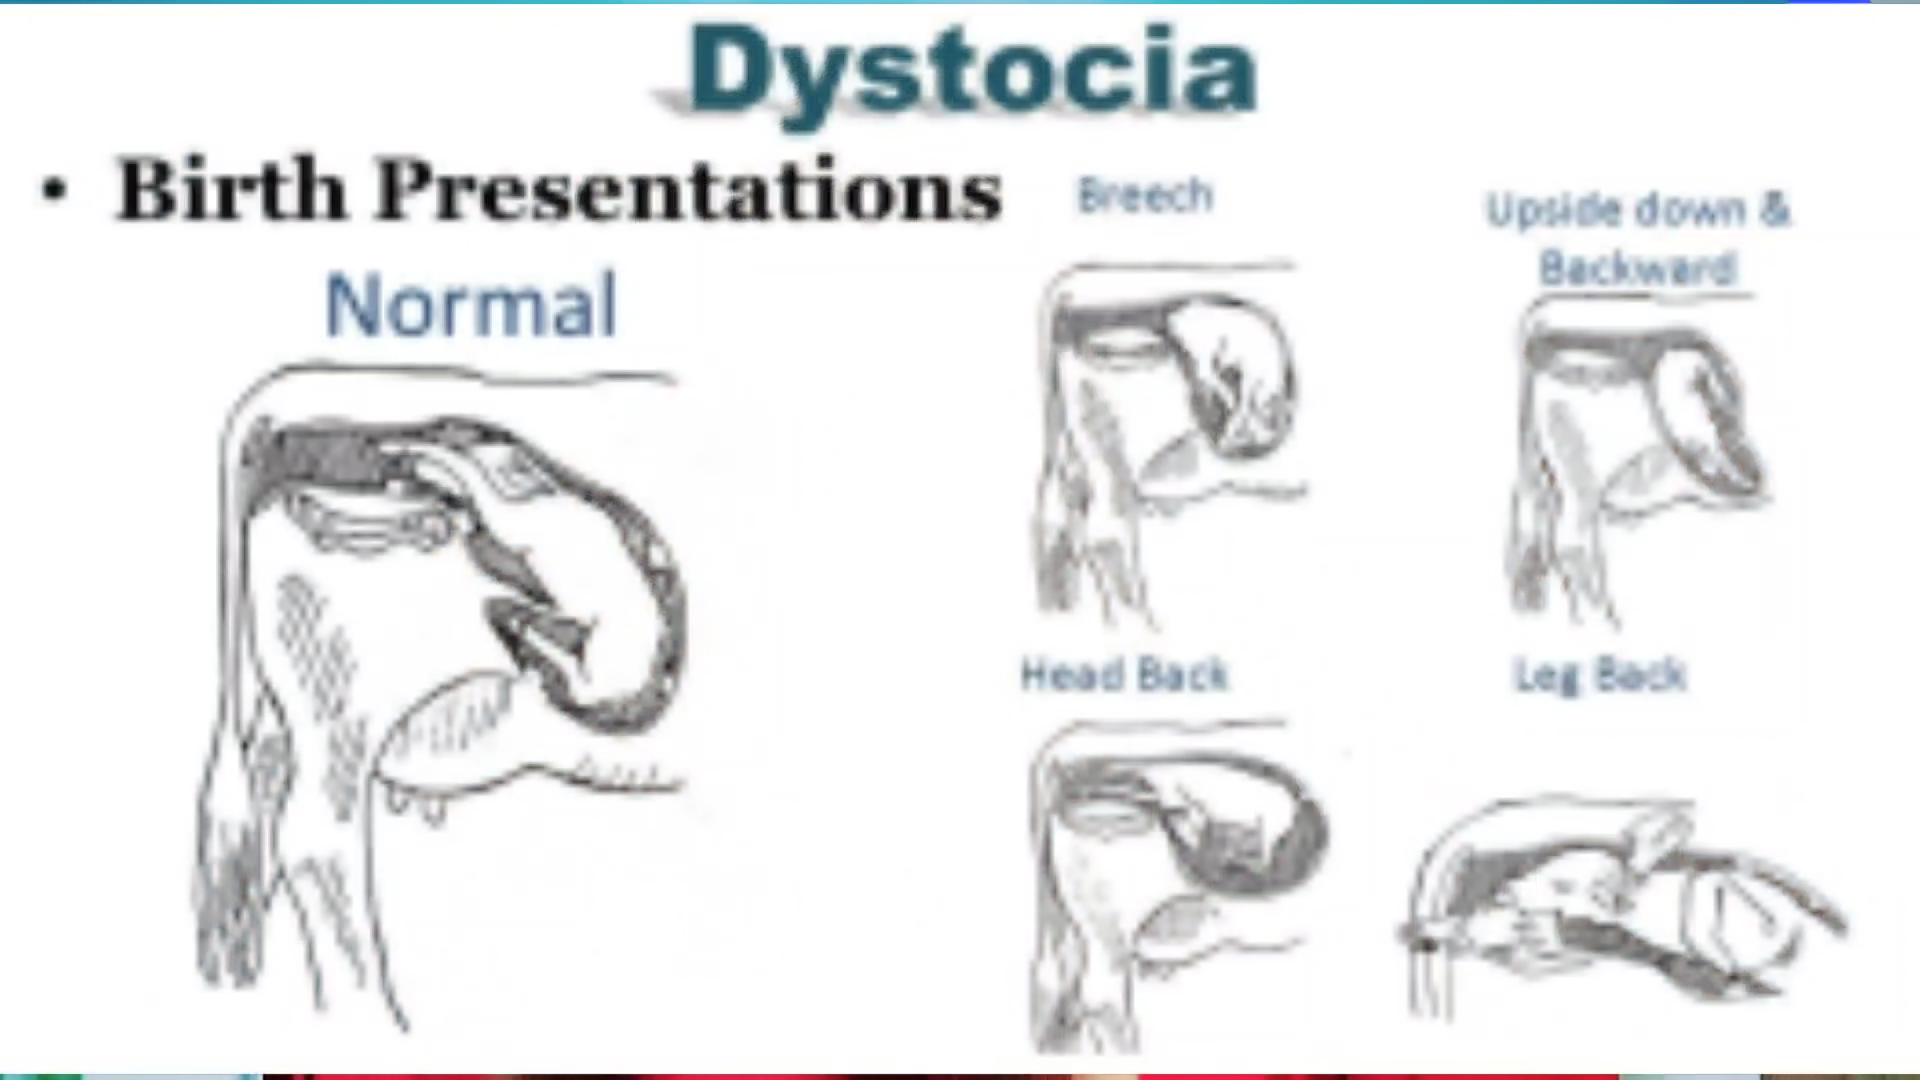 Dystocia
• Birth Presentations
Normal
Breech
Upside down &
Backward
Head Back
Leg Back